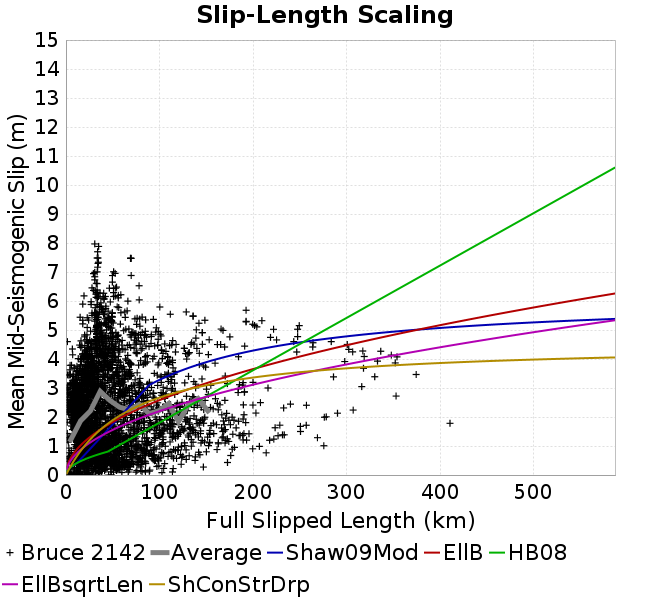 Slip-Length Scaling
15
14
13
12
11
10
9
8
7
6
5
4
3
2
1
0
Mean Mid-Seismogenic Slip (m)
0 100 200 300 400 500
Full Slipped Length (km)
Bruce 2142 Average Shaw09Mod EllB HB08
EllBsqrtLen ShConStrDrp